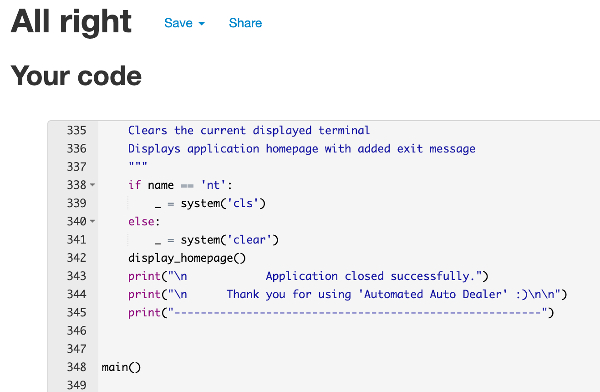 All right Save Share
Your code
335     Clears the current displayed terminal
336     Displays application homepage with added exit message
337     """
338     if name == 'nt':
339         _ = system('cls')
340     else:
341         _ = system('clear')
342     display_homepage()
343     print("\n            Application closed successfully.")
344     print("\n      Thank you for using 'Automated Auto Dealer' :)\n\n")
345     print("--------------------------------------------------------")
346
347
348 main()
349